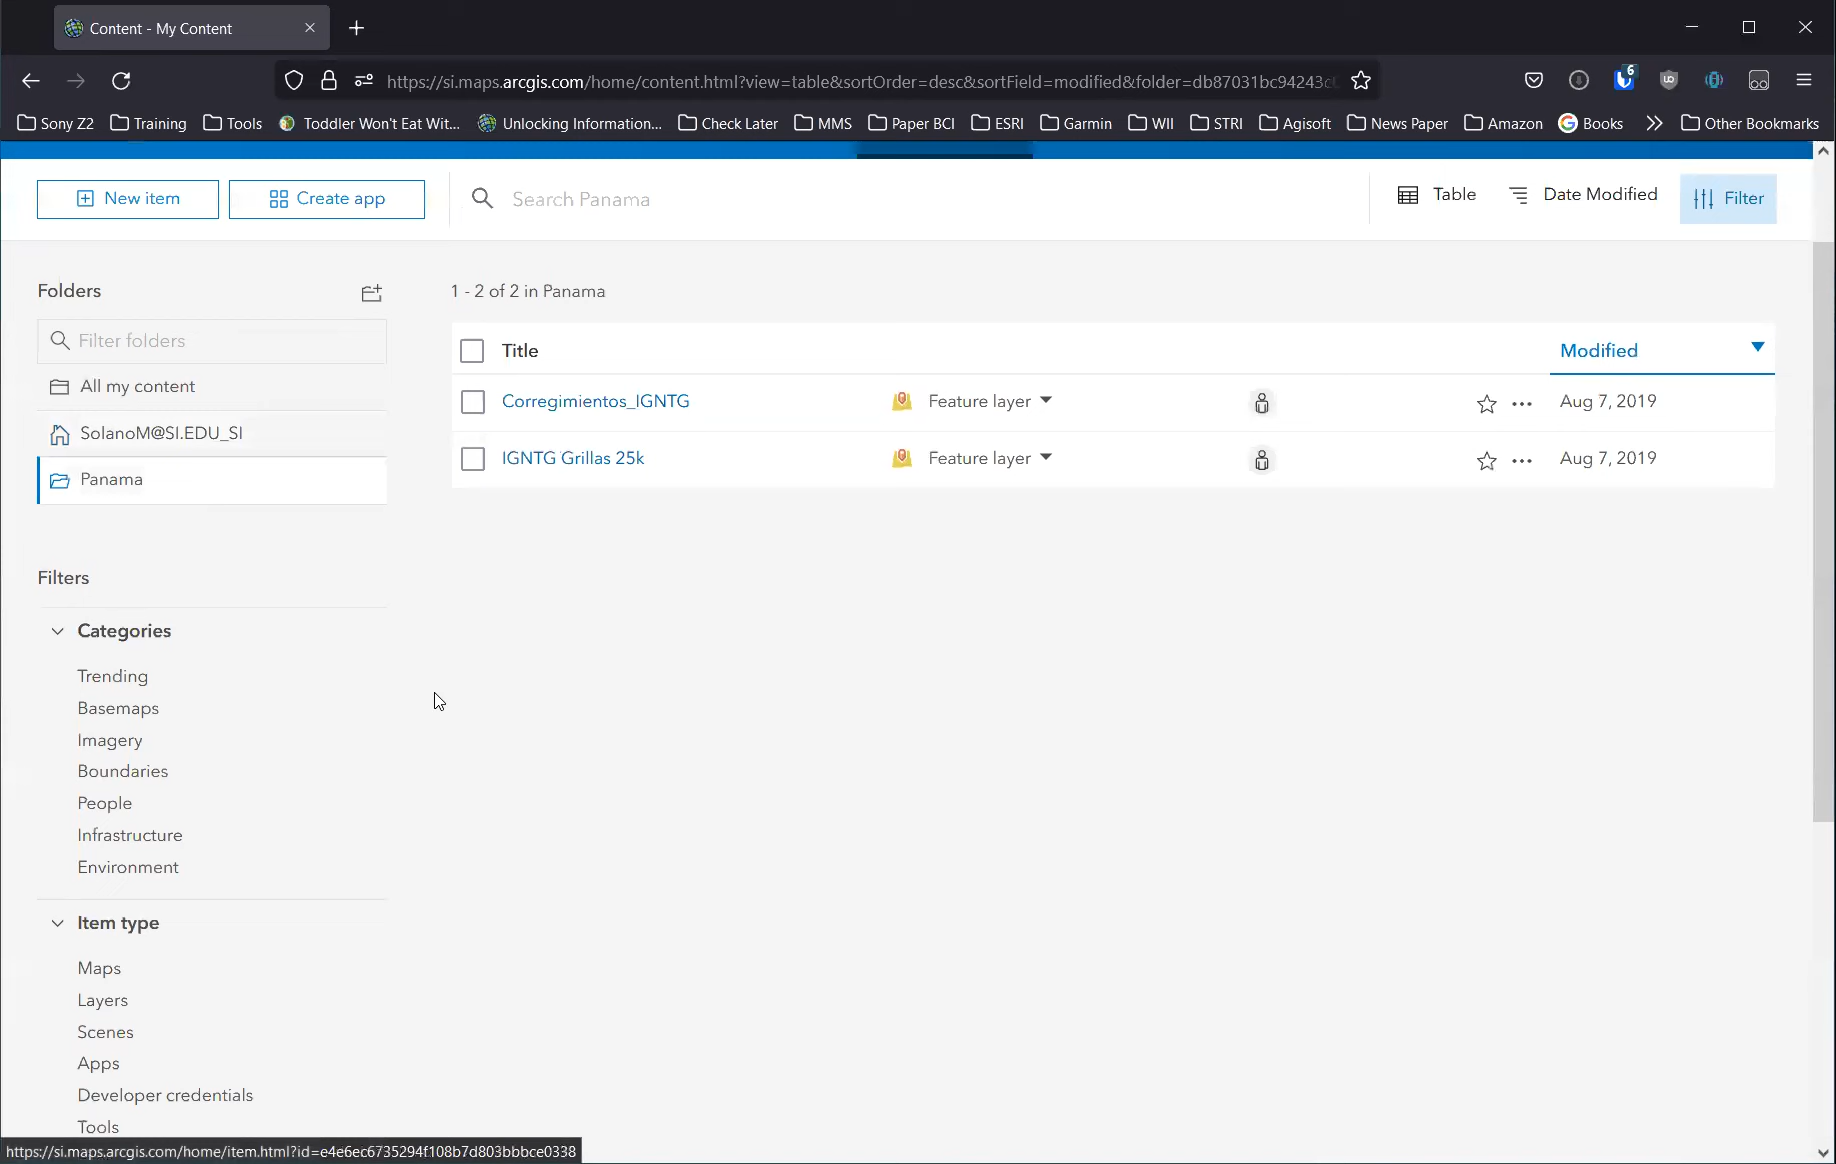 Content - My Content
https://si.maps.arcgis.com/home/content.html?view=table&sortOrder=desc&sortField=modified&folder=db87031bc94243c
6
Sony Z2 Training Tools Toddler Won't Eat Wit... Unlocking Information... Check Later MMS Paper BCI ESRI Garmin WII STRI Agisoft News Paper Amazon Books Other Bookmarks
New item Create app Search Panama Table Date Modified Filter
Folders
1 - 2 of 2 in Panama
Filter folders
Title Modified
All my content
Corregimientos_IGNTG Feature layer Aug 7, 2019
SolanoM@SI.EDU_SI
IGNTG Grillas 25k Feature layer Aug 7, 2019
Panama
Filters
Categories
Trending
Basemaps
Imagery
Boundaries
People
Infrastructure
Environment
Item type
Maps
Layers
Scenes
Apps
Developer credentials
Tools
https://si.maps.arcgis.com/home/item.html?id=e4e6ec6735294f108b7d803bbbce0338